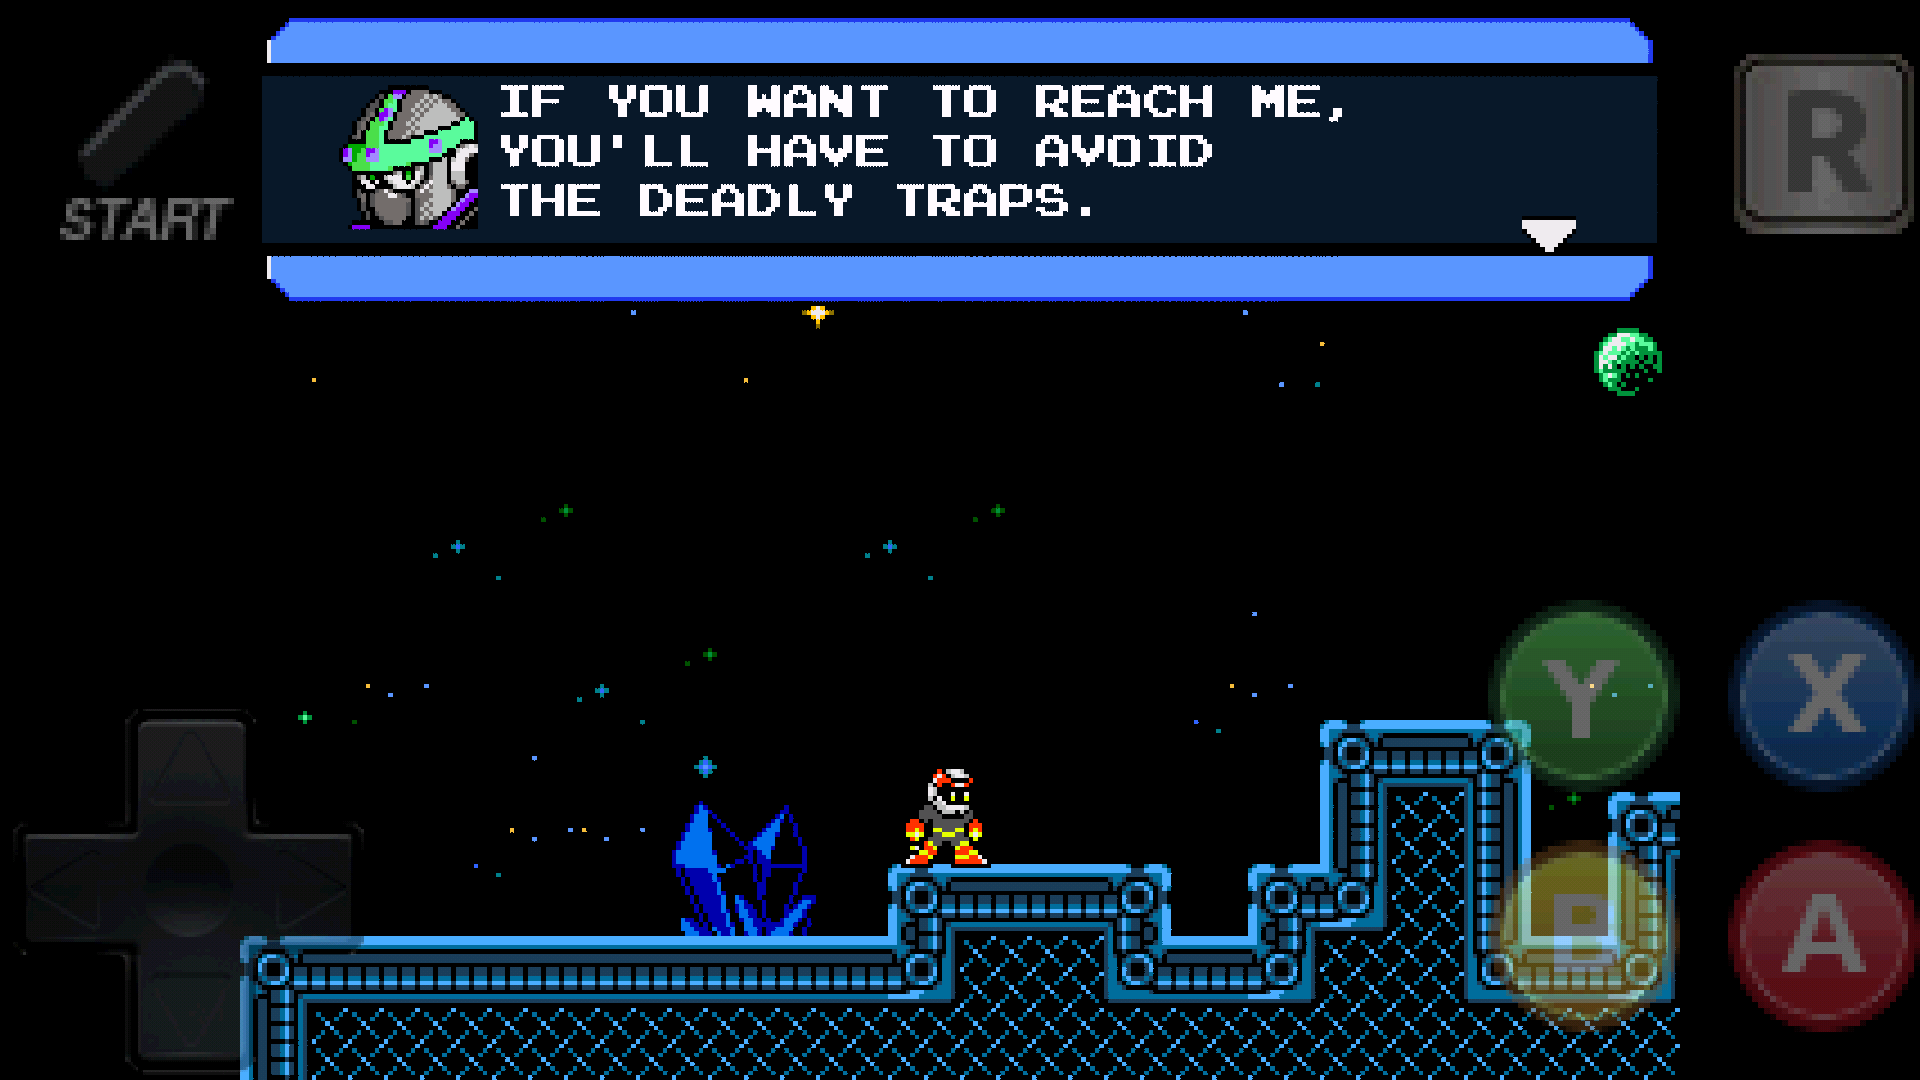 IF YOU WANT TO REACH ME,
YOU'LL HAVE TO AVOID
THE DEADLY TRAPS.
START
R
Y
X
B
A